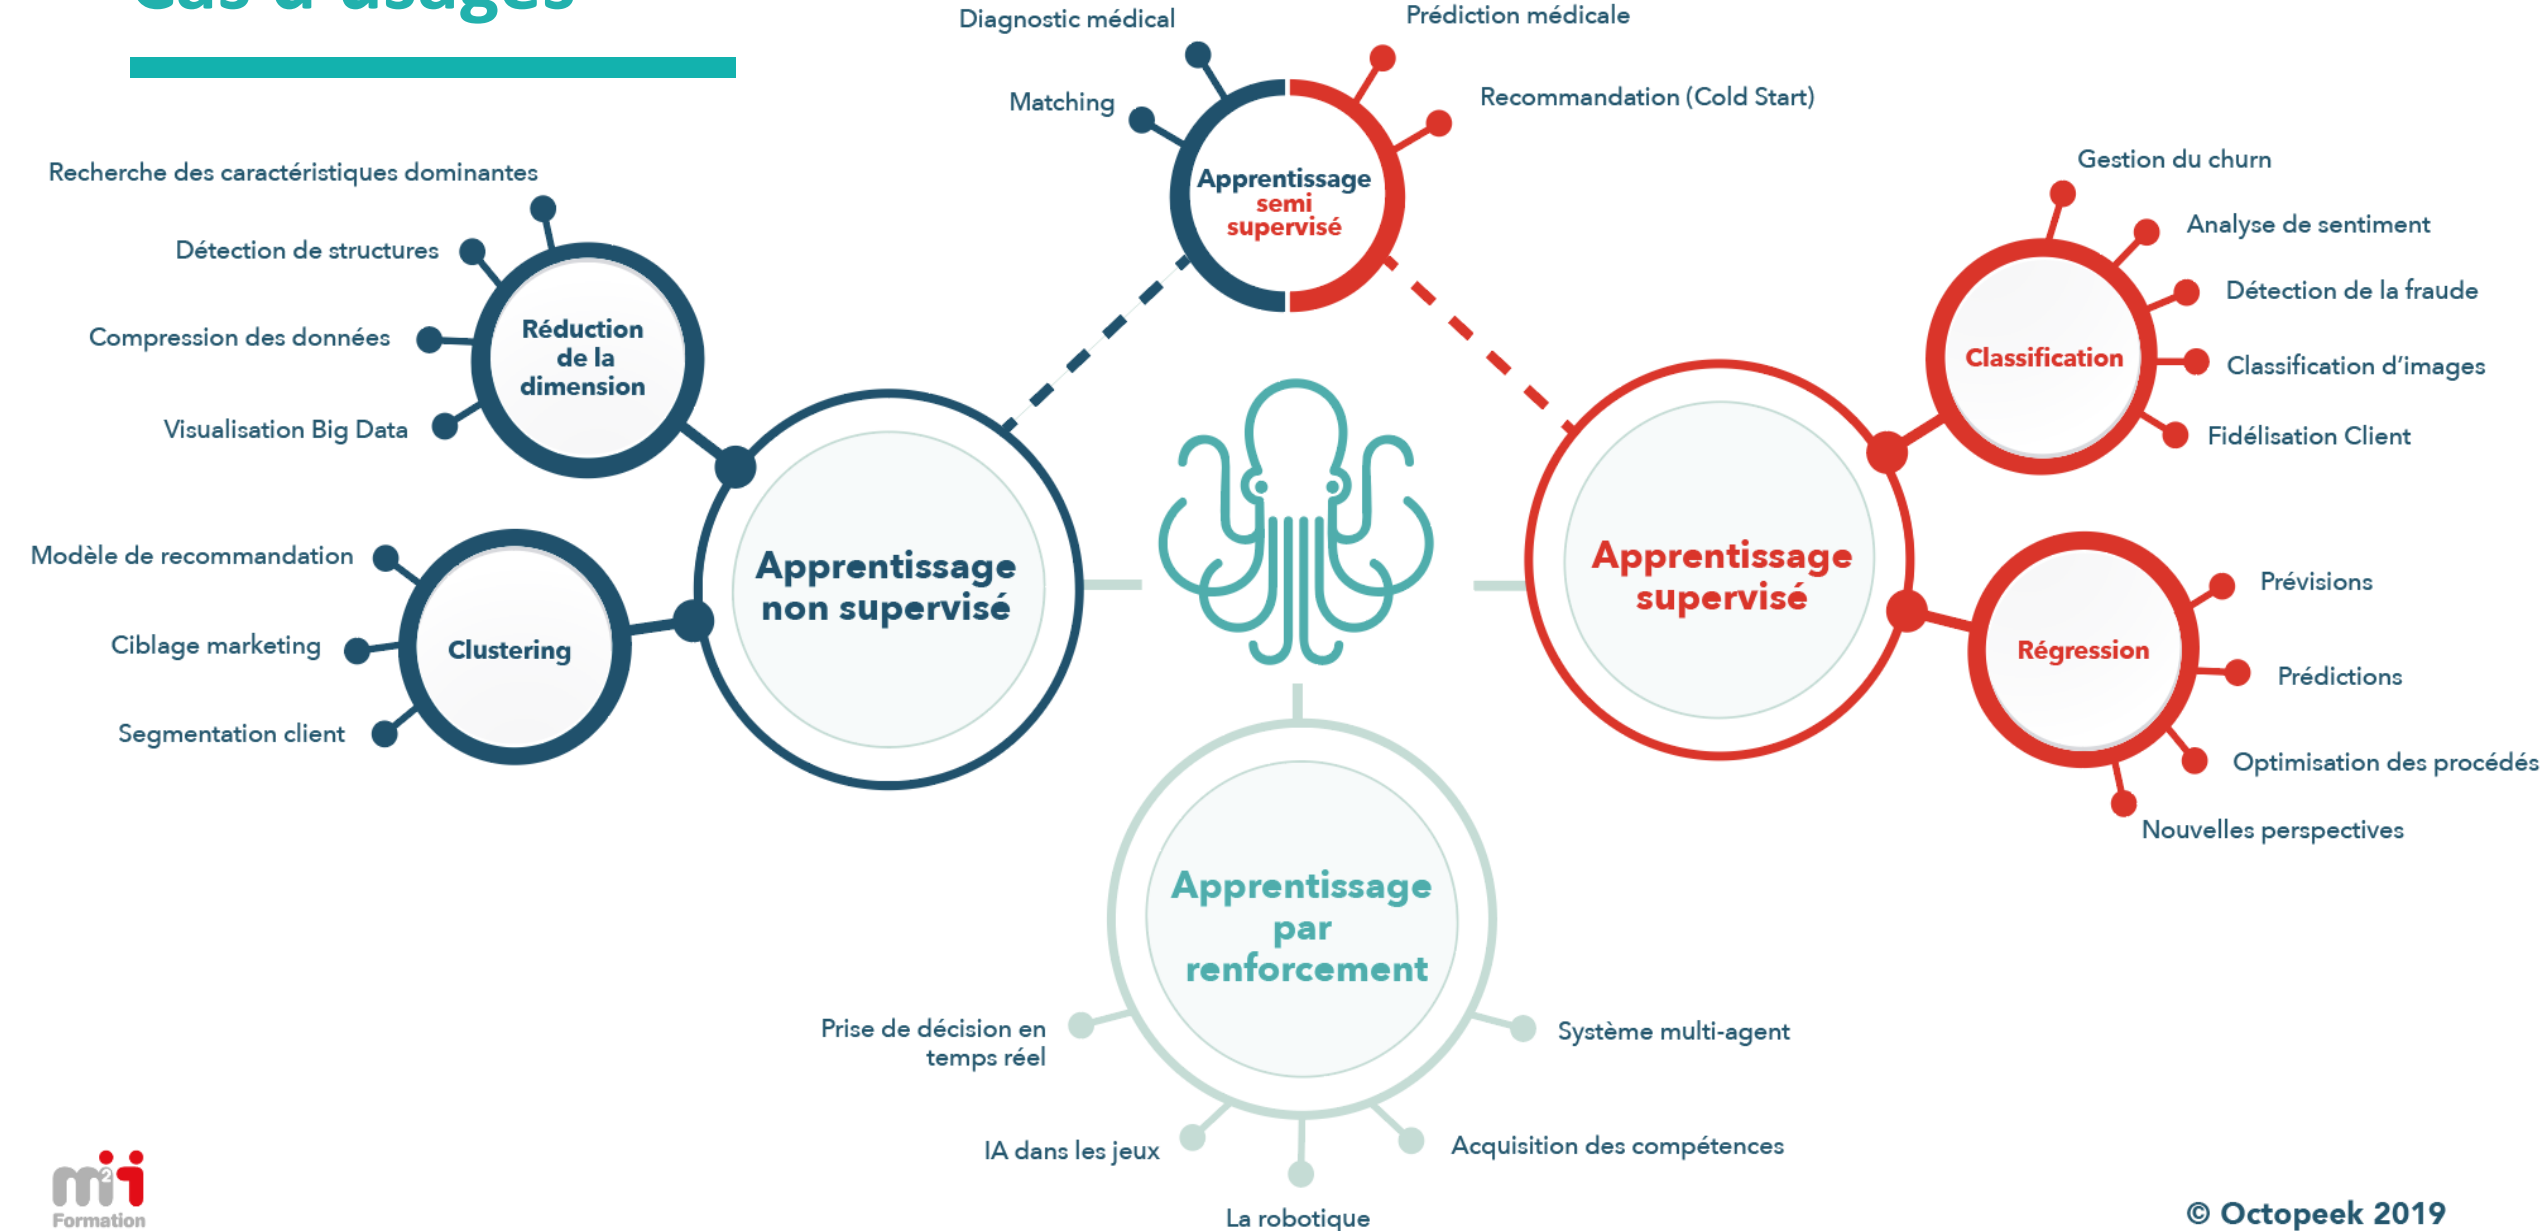 Cas d'usages
Diagnostic médical
Prédiction médicale
Matching
Recommandation (Cold Start)
Apprentissage
semi
supervisé
Recherche des caractéristiques dominantes
Détection de structures
Compression des données
Visualisation Big Data
Réduction
de la
dimension
Modèle de recommandation
Ciblage marketing
Segmentation client
Clustering
Apprentissage
non supervisé
Apprentissage
supervisé
Gestion du churn
Analyse de sentiment
Détection de la fraude
Classification d'images
Fidélisation Client
Classification
Prévisions
Prédictions
Optimisation des procédés
Nouvelles perspectives
Régression
Apprentissage
par
renforcement
Prise de décision en
temps réel
IA dans les jeux
La robotique
Acquisition des compétences
Système multi-agent
m2i
Formation
© Octopeek 2019